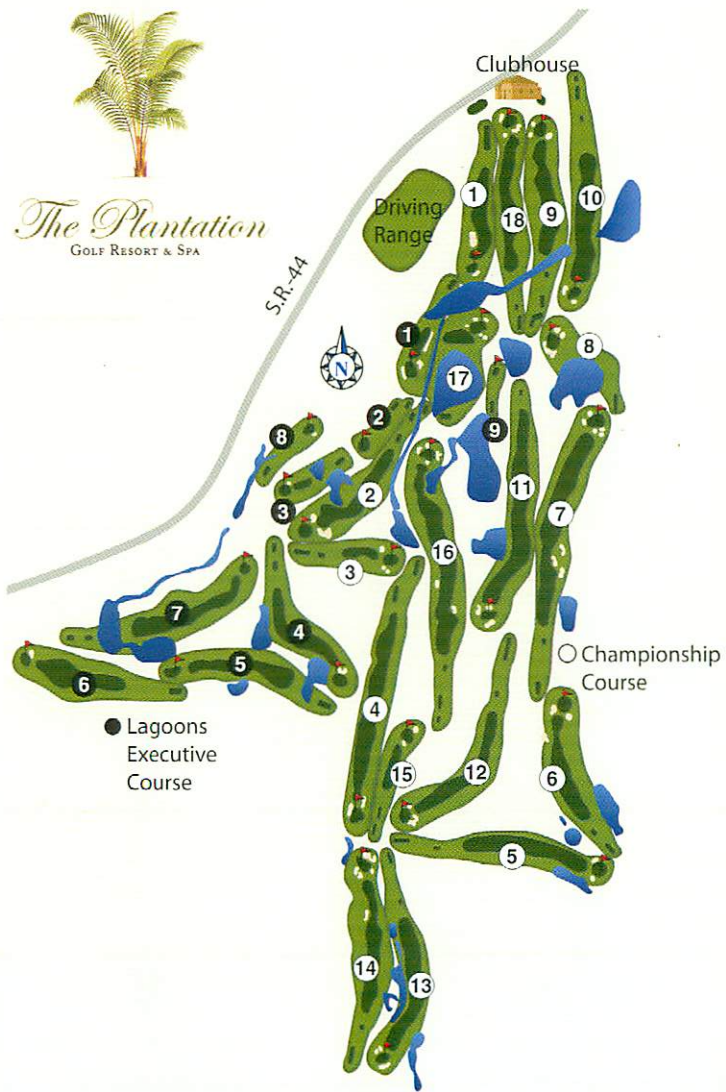 The Plantation
GOLF RESORT & SPA
Clubhouse
Driving
Range
S.R.-44
N
1
18
9
10
1
17
8
2
9
8
2
11
7
3
16
3
7
4
5
6
4
Championship
Course
Lagoons
Executive
Course
15
12
6
5
14
13